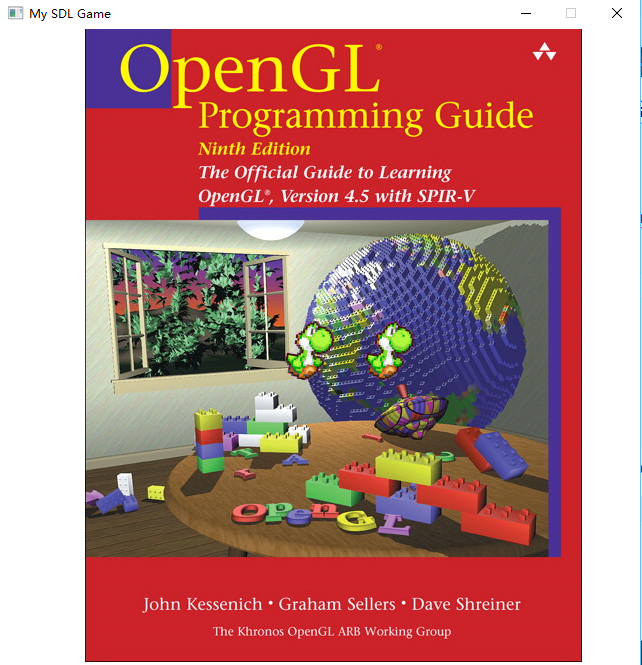 My SDL Game
OpenGL®
Programming Guide
Ninth Edition
The Official Guide to Learning
OpenGL®, Version 4.5 with SPIR-V
OpenGL
John Kessenich • Graham Sellers • Dave Shreiner
The Khronos OpenGL ARB Working Group